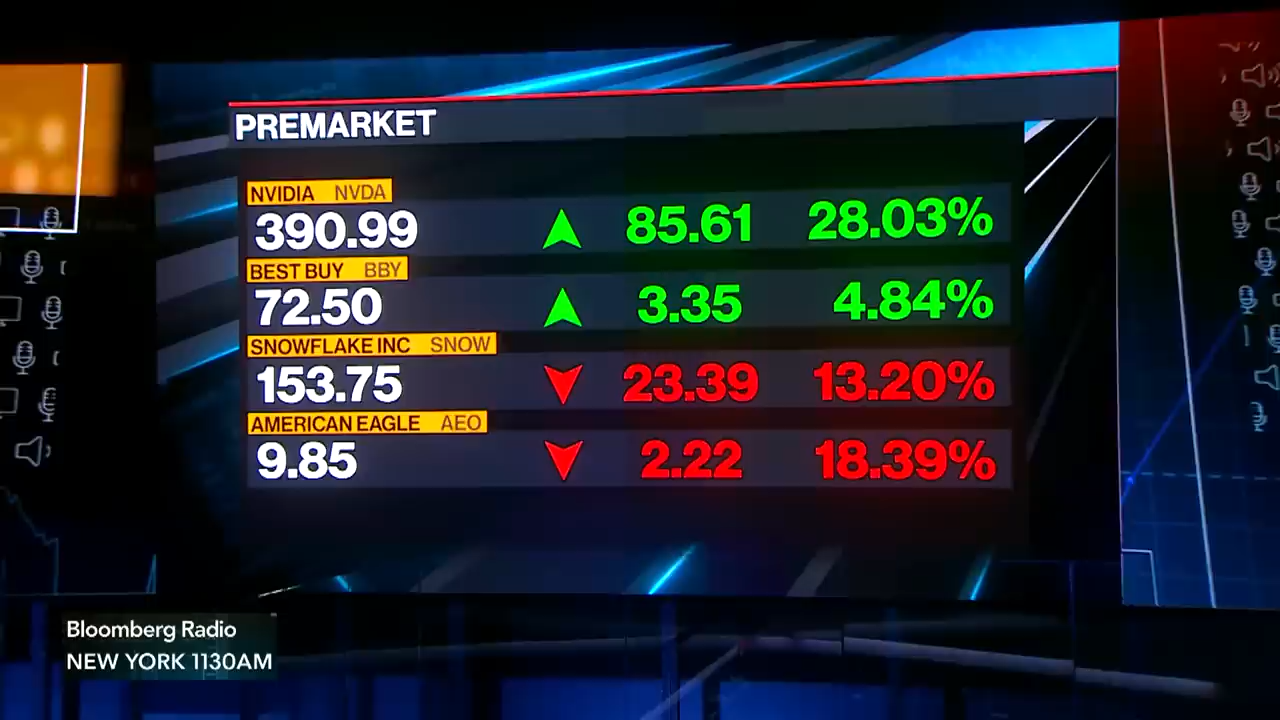 PREMARKET
NVIDIA NVDA
390.99 85.61 28.03%
BEST BUY BBY
72.50 3.35 4.84%
SNOWFLAKE INC SNOW
153.75 23.39 13.20%
AMERICAN EAGLE AEO
9.85 2.22 18.39%
Bloomberg Radio
NEW YORK 1130AM